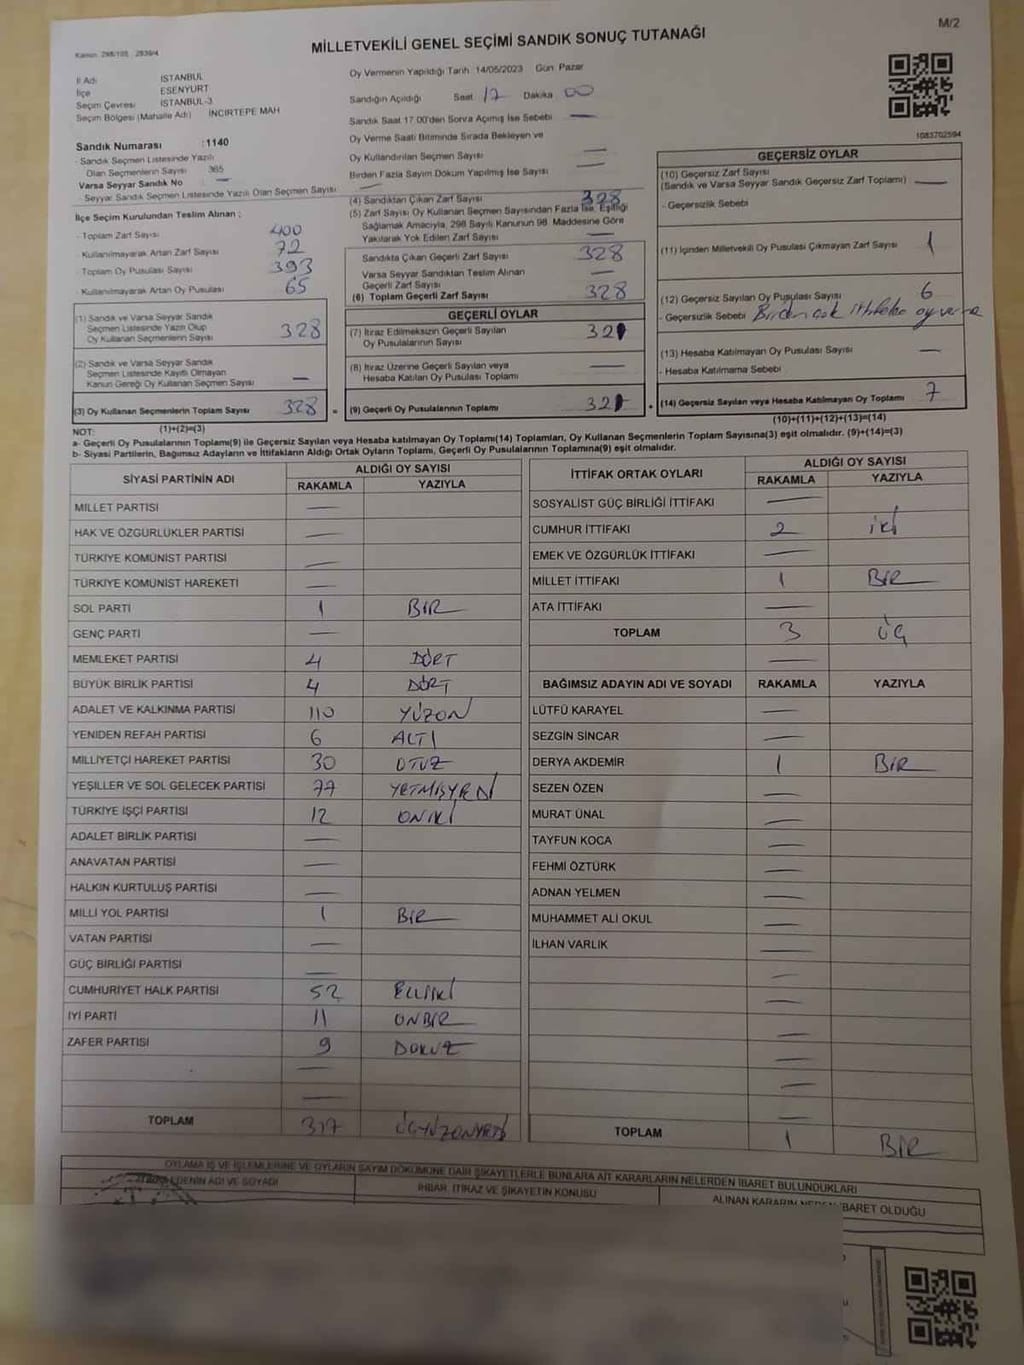 M/2
Kanun: 298/105 , 2839/4
MİLLETVEKİLİ GENEL SEÇİMİ SANDIK SONUÇ TUTANAĞI
İl Adı İSTANBUL
İlçe ESENYURT
Seçim Çevresi İSTANBUL-3
Seçim Bölgesi (Mahalle Adı) İNCİRTEPE MAH
Sandık Numarası : 1140
- Sandık Seçmen Listesinde Yazılı
Olan Seçmenlerin Sayısı 365
Varsa Seyyar Sandık No : —
- Seyyar Sandık Seçmen Listesinde Yazılı Olan Seçmen Sayısı —
İlçe Seçim Kurulundan Teslim Alınan ;
- Toplam Zarf Sayısı 400
- Kullanılmayarak Artan Zarf Sayısı 72
- Toplam Oy Pusulası Sayısı 393
- Kullanılmayarak Artan Oy Pusulası 65
(1) Sandık ve Varsa Seyyar Sandık
Seçmen Listesinde Yazılı Olup
Oy Kullanan Seçmenlerin Sayısı 328
(2) Sandık ve Varsa Seyyar Sandık
Seçmen Listesinde Kayıtlı Olmayan
Kanun Gereği Oy Kullanan Seçmen Sayısı —
(3) Oy Kullanan Seçmenlerin Toplam Sayısı 328 =
(1)+(2)=(3)
Oy Vermenin Yapıldığı Tarih :14/05/2023 Gün: Pazar
Sandığın Açıldığı Saat 17 Dakika 00
Sandık Saat 17.00'den Sonra Açılmış İse Sebebi —
Oy Verme Saati Bitiminde Sırada Bekleyen ve
Oy Kullandırılan Seçmen Sayısı —
Birden Fazla Sayım Döküm Yapılmış İse Sayısı —
(4) Sandıktan Çıkan Zarf Sayısı 328
(5) Zarf Sayısı Oy Kullanan Seçmen Sayısından Fazla İse, Eşitliği
Sağlamak Amacıyla, 298 Sayılı Kanunun 98. Maddesine Göre
Yakılarak Yok Edilen Zarf Sayısı —
Sandıkta Çıkan Geçerli Zarf Sayısı 328
Varsa Seyyar Sandıktan Teslim Alınan
Geçerli Zarf Sayısı —
(6) Toplam Geçerli Zarf Sayısı 328
GEÇERLİ OYLAR
(7) İtiraz Edilmeksizin Geçerli Sayılan
Oy Pusulalarının Sayısı 321
(8) İtiraz Üzerine Geçerli Sayılan veya
Hesaba Katılan Oy Pusulası Toplamı —
(9) Geçerli Oy Pusulalarının Toplamı 321
1083702594
GEÇERSİZ OYLAR
(10) Geçersiz Zarf Sayısı
(Sandık ve Varsa Seyyar Sandık Geçersiz Zarf Toplamı) —
- Geçersizlik Sebebi
(11) İçinden Milletvekili Oy Pusulası Çıkmayan Zarf Sayısı 1
(12) Geçersiz Sayılan Oy Pusulası Sayısı 6
- Geçersizlik Sebebi Birden çok ittifaka oy verme
(13) Hesaba Katılmayan Oy Pusulası Sayısı —
- Hesaba Katılmama Sebebi
(14) Geçersiz Sayılan veya Hesaba Katılmayan Oy Toplamı 7
(10)+(11)+(12)+(13)=(14)
NOT:
a- Geçerli Oy Pusulalarının Toplamı(9) ile Geçersiz Sayılan veya Hesaba katılmayan Oy Toplamı(14) Toplamları, Oy Kullanan Seçmenlerin Toplam Sayısına(3) eşit olmalıdır. (9)+(14)=(3)
b- Siyasi Partilerin, Bağımsız Adayların ve İttifakların Aldığı Ortak Oyların Toplamı, Geçerli Oy Pusulalarının Toplamına(9) eşit olmalıdır.
SİYASİ PARTİNİN ADI ALDIĞI OY SAYISI
RAKAMLA YAZIYLA
MİLLET PARTİSİ —
HAK VE ÖZGÜRLÜKLER PARTİSİ —
TÜRKİYE KOMÜNİST PARTİSİ —
TÜRKİYE KOMÜNİST HAREKETİ —
SOL PARTİ 1 BİR
GENÇ PARTİ —
MEMLEKET PARTİSİ 4 DÖRT
BÜYÜK BİRLİK PARTİSİ 4 DÖRT
ADALET VE KALKINMA PARTİSİ 110 YÜZON
YENİDEN REFAH PARTİSİ 6 ALTI
MİLLİYETÇİ HAREKET PARTİSİ 30 OTUZ
YEŞİLLER VE SOL GELECEK PARTİSİ 77 YETMİŞYEDİ
TÜRKİYE İŞÇİ PARTİSİ 12 ONİKİ
ADALET BİRLİK PARTİSİ —
ANAVATAN PARTİSİ —
HALKIN KURTULUŞ PARTİSİ —
MİLLİ YOL PARTİSİ 1 BİR
VATAN PARTİSİ —
GÜÇ BİRLİĞİ PARTİSİ —
CUMHURİYET HALK PARTİSİ 52 ELLİİKİ
İYİ PARTİ 11 ONBİR
ZAFER PARTİSİ 9 DOKUZ
—
—
TOPLAM 317 ÜÇYÜZONYEDİ
İTTİFAK ORTAK OYLARI ALDIĞI OY SAYISI
RAKAMLA YAZIYLA
SOSYALİST GÜÇ BİRLİĞİ İTTİFAKI —
CUMHUR İTTİFAKI 2 iki
EMEK VE ÖZGÜRLÜK İTTİFAKI —
MİLLET İTTİFAKI 1 BİR
ATA İTTİFAKI —
TOPLAM 3 ÜÇ
—
BAĞIMSIZ ADAYIN ADI VE SOYADI RAKAMLA YAZIYLA
LÜTFÜ KARAYEL —
SEZGİN SİNCAR —
DERYA AKDEMİR 1 BİR
SEZEN ÖZEN —
MURAT ÜNAL —
TAYFUN KOCA —
FEHMİ ÖZTÜRK —
ADNAN YELMEN —
MUHAMMET ALİ OKUL —
İLHAN VARLIK —
—
—
—
—
—
—
TOPLAM 1 BİR
OYLAMA İŞ VE İŞLEMLERİNE VE OYLARIN SAYIM DÖKÜMÜNE DAİR ŞİKAYETLERLE BUNLARA AİT KARARLARIN NELERDEN İBARET BULUNDUKLARI
EDENİN ADI VE SOYADI İHBAR, İTİRAZ VE ŞİKAYETİN KONUSU ALINAN KARARIN NEDEN İBARET OLDUĞU